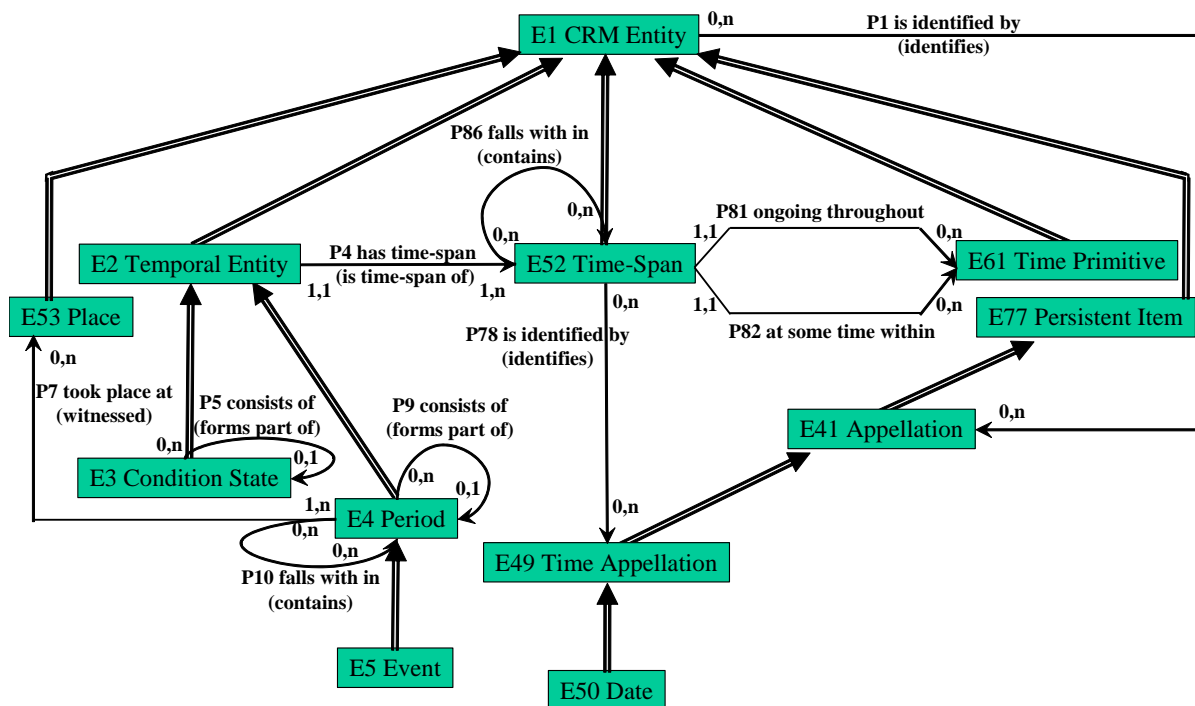 0,n
P1 is identified by
(identifies)
E1 CRM Entity
P86 falls with in
(contains)
0,n
0,n
P81 ongoing throughout
1,1
0,n
E2 Temporal Entity
P4 has time-span
(is time-span of)
1,1
1,n
E52 Time-Span
E61 Time Primitive
0,n
1,1
0,n
P82 at some time within
E53 Place
E77 Persistent Item
0,n
P78 is identified by
(identifies)
P7 took place at
(witnessed)
P5 consists of
(forms part of)
P9 consists of
(forms part of)
0,n
0,1
0,n
0,1
E41 Appellation
0,n
E3 Condition State
1,n
0,n
0,n
E4 Period
0,n
P10 falls with in
(contains)
E49 Time Appellation
E5 Event
E50 Date